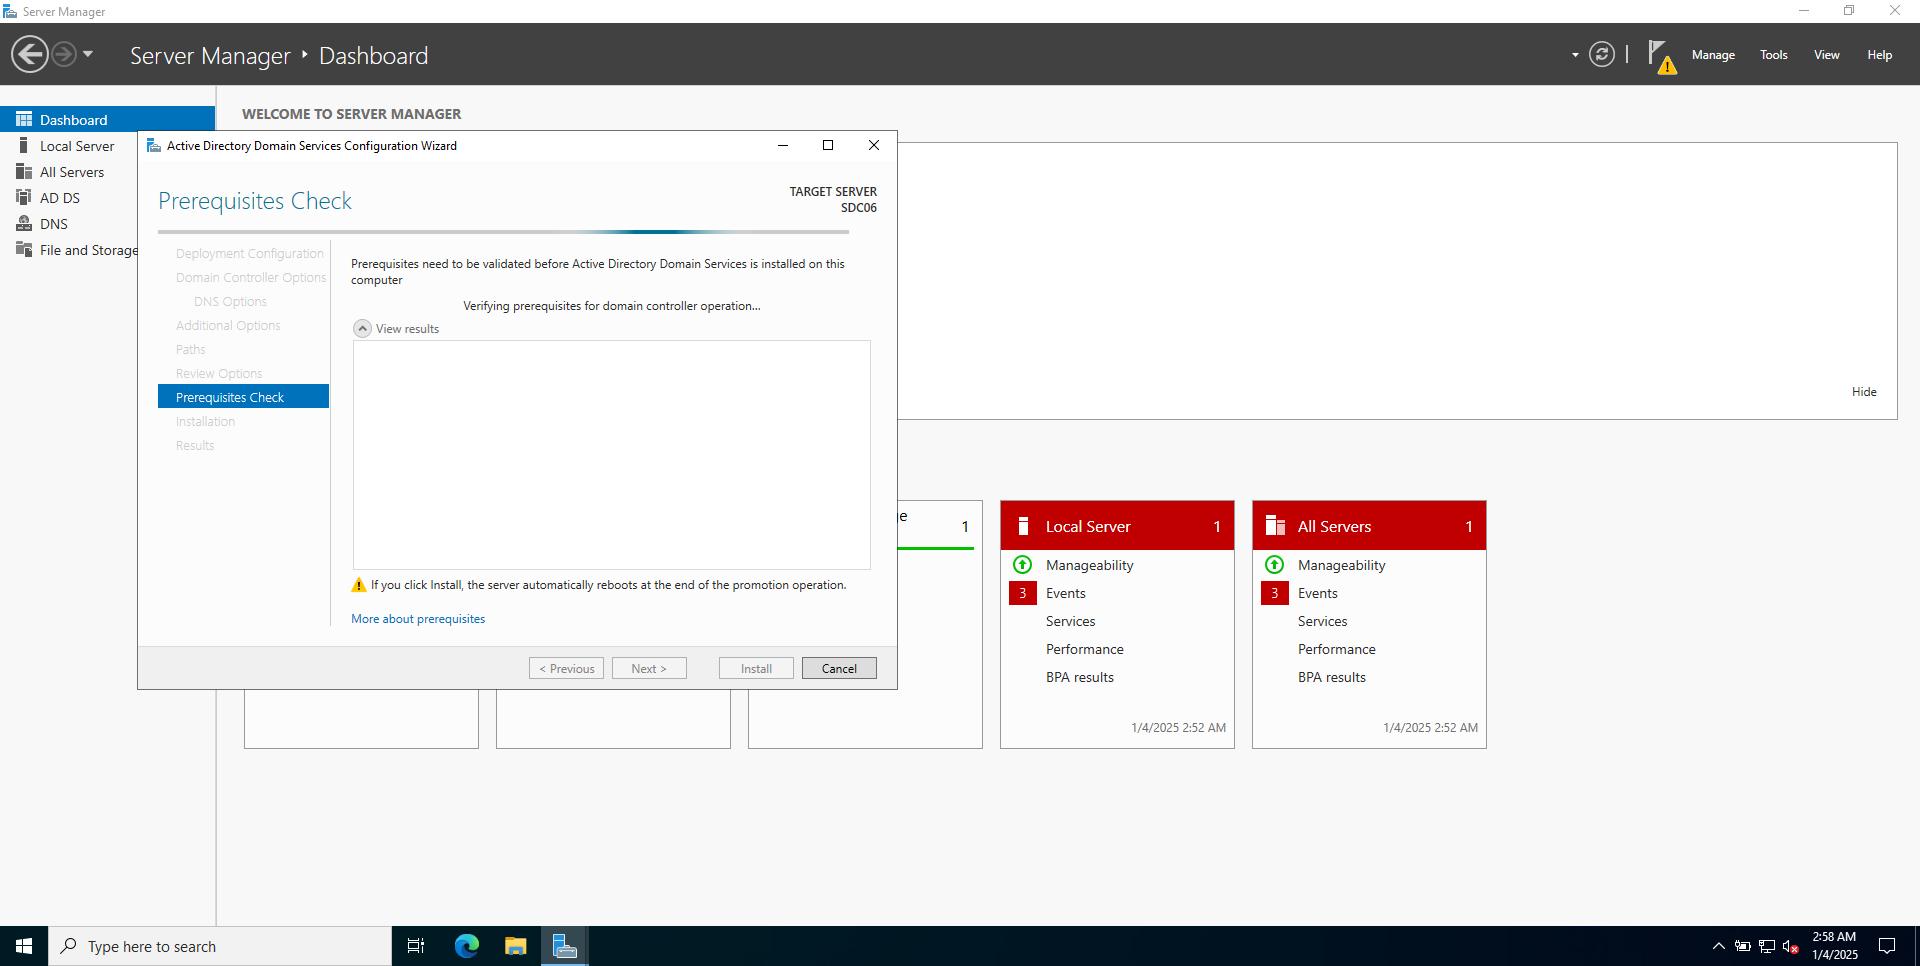 Server Manager
Server Manager
Dashboard
Manage
Tools
View
Help
Dashboard
Local Server
All Servers
AD DS
DNS
File and Storage
WELCOME TO SERVER MANAGER
Active Directory Domain Services Configuration Wizard
Prerequisites Check
TARGET SERVER
SDC06
Deployment Configuration
Domain Controller Options
DNS Options
Additional Options
Paths
Review Options
Prerequisites Check
Installation
Results
Prerequisites need to be validated before Active Directory Domain Services is installed on this
computer
Verifying prerequisites for domain controller operation...
View results
If you click Install, the server automatically reboots at the end of the promotion operation.
More about prerequisites
< Previous
Next >
Install
Cancel
Hide
1
Local Server 1
Manageability
3 Events
Services
Performance
BPA results
1/4/2025 2:52 AM
All Servers 1
Manageability
3 Events
Services
Performance
BPA results
1/4/2025 2:52 AM
Type here to search
2:58 AM
1/4/2025